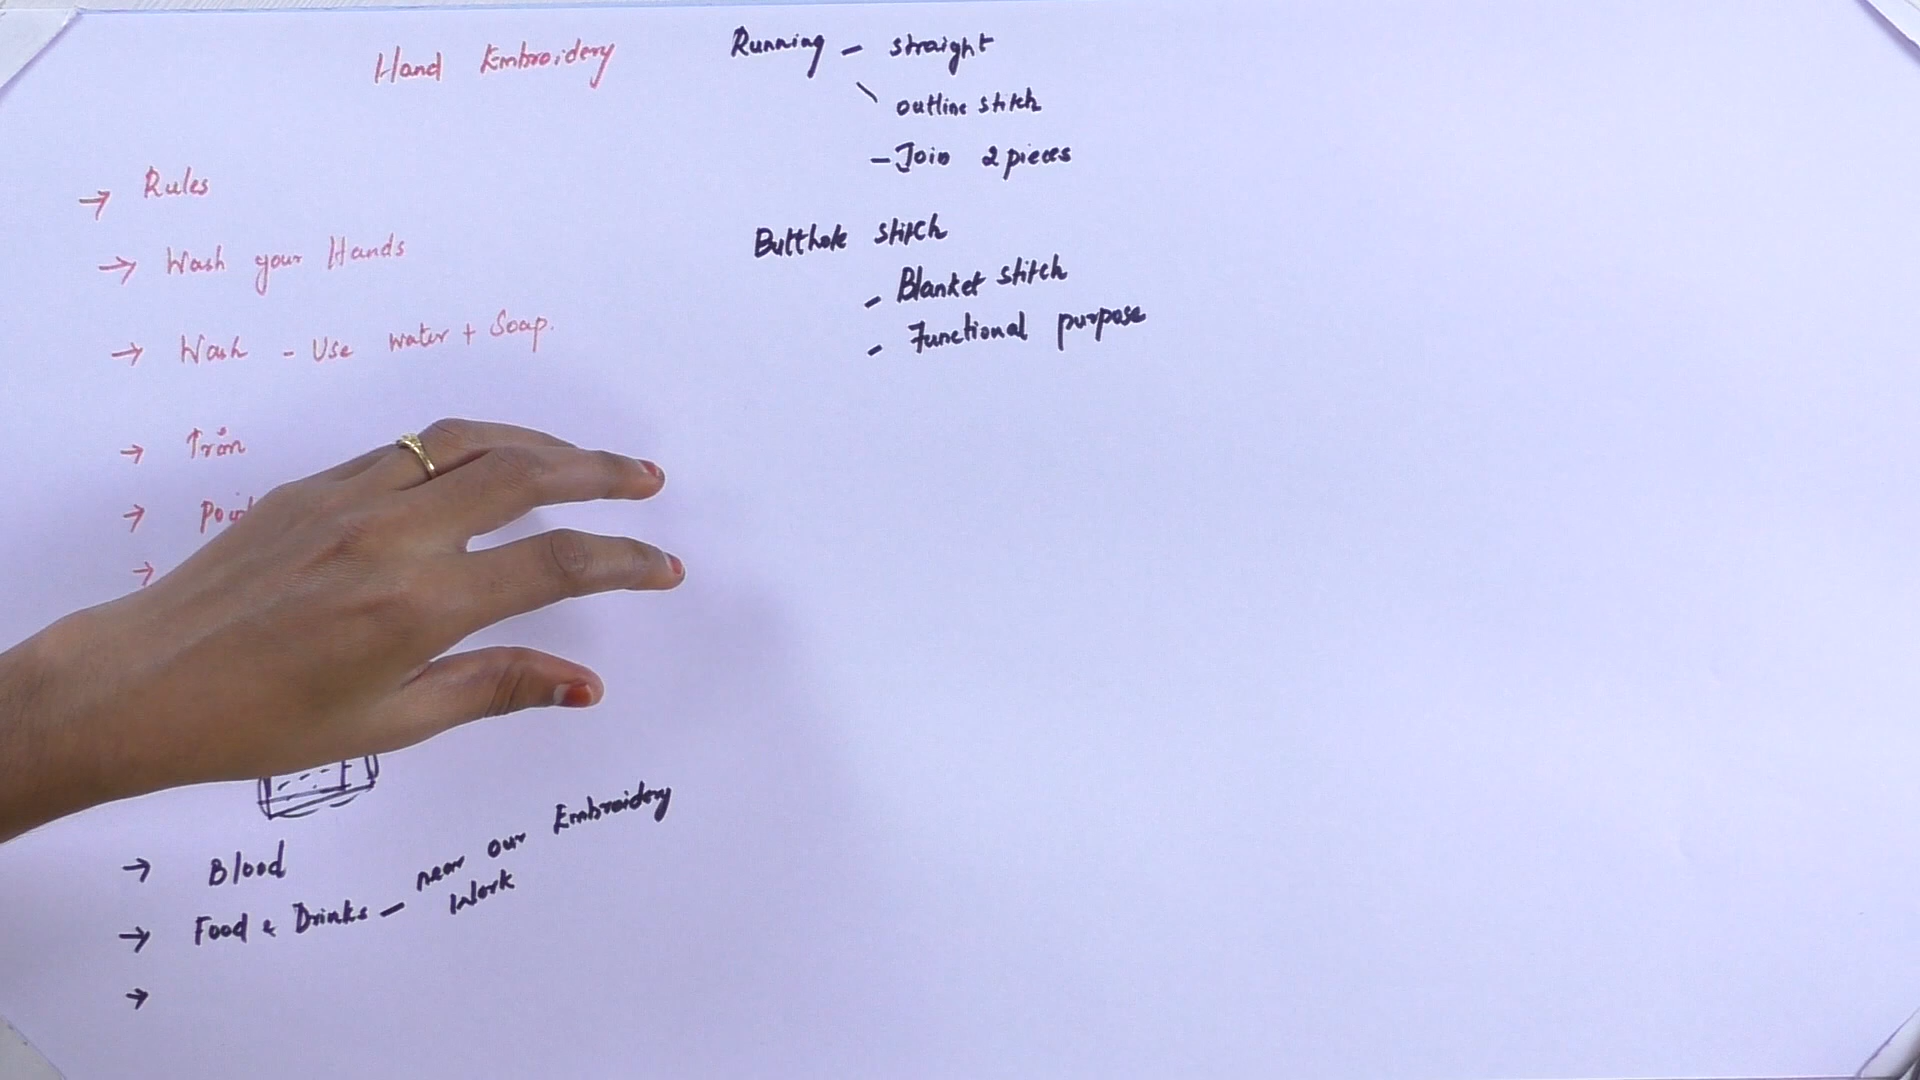 Hand Embroidery
→ Rules
→ Wash your Hands
→ Wash - Use water + Soap.
→ Iron
→
→
→ Blood
→ Food & Drinks - near our Embroidery
Work
→
Running - straight
outline stitch
- Join 2 pieces
stitch
- Blanket stitch
- Functional purpose